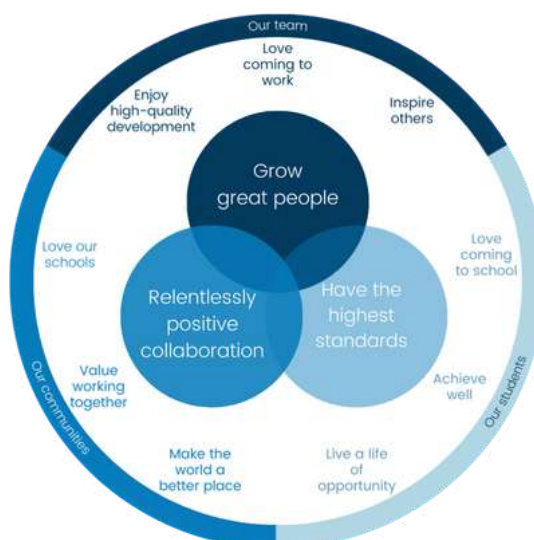 Our team
Love
coming to
work
Enjoy
high-quality
development
Inspire
others
Grow
great people
Love our
schools
Love
coming
to school
Relentlessly
positive
collaboration
Have the
highest
standards
Value
working
together
Achieve
well
Our communities
Our students
Make the
world a
better place
Live a life
of
opportunity